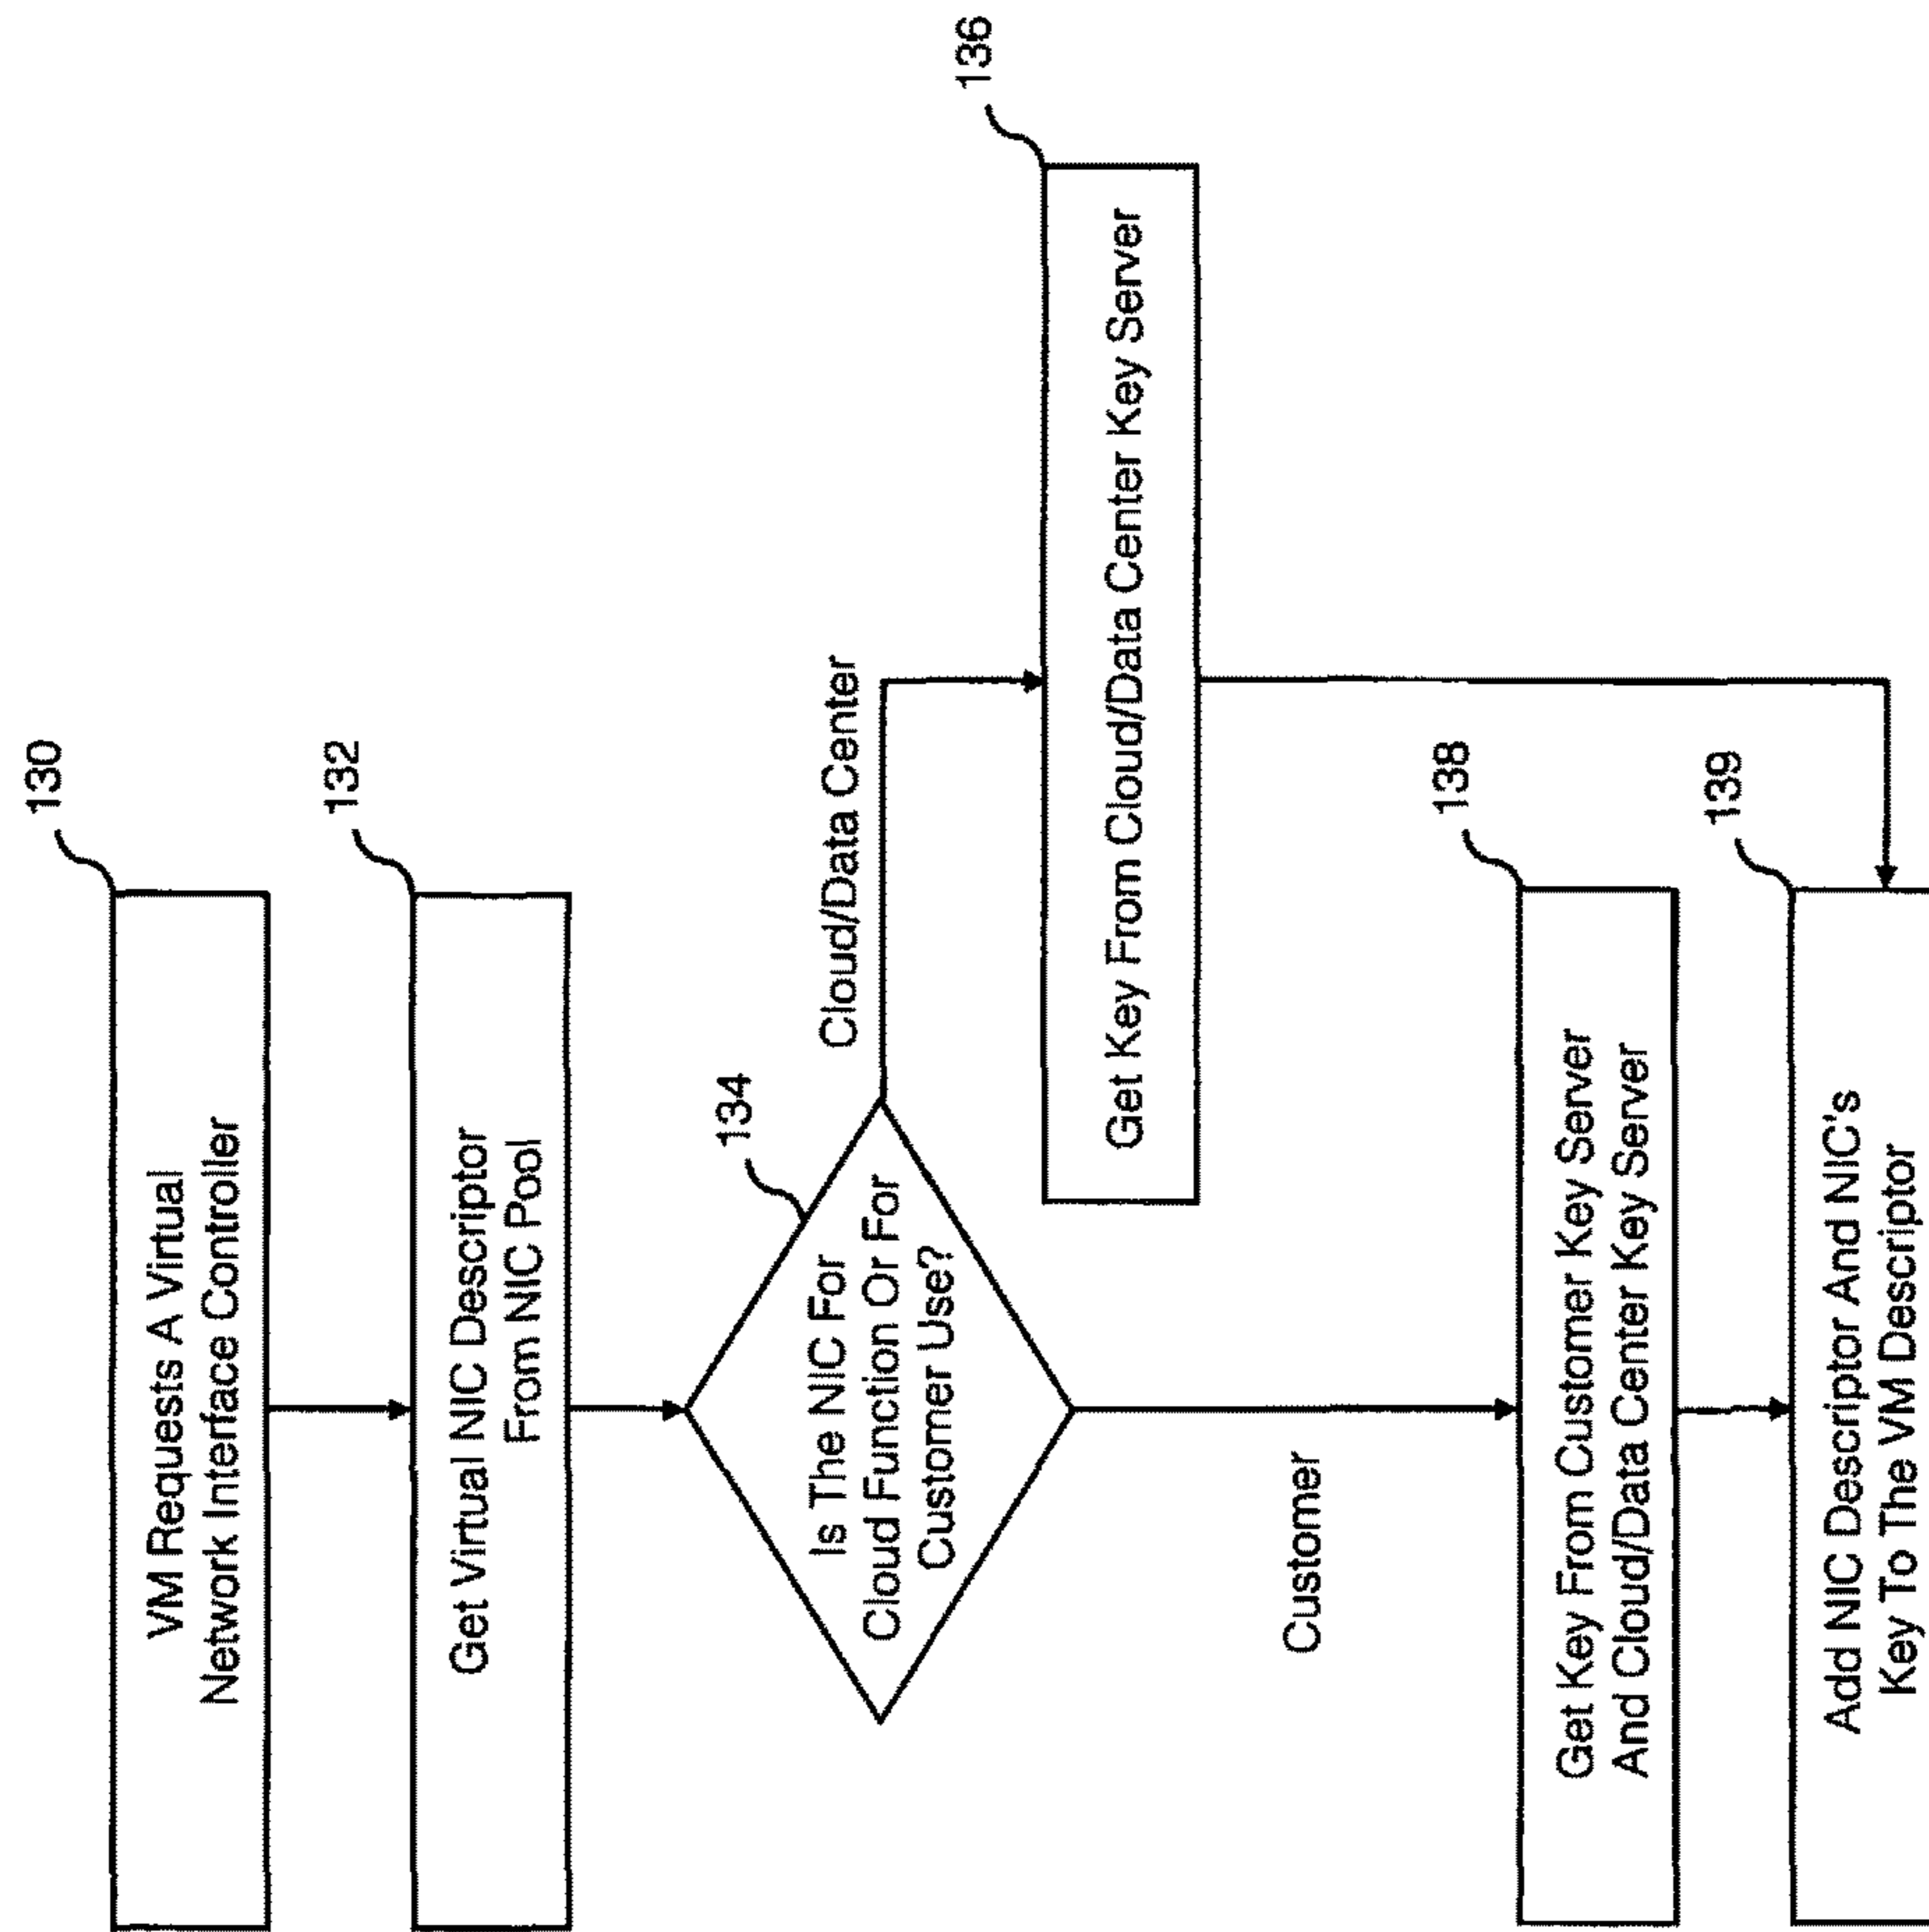 130
VM Requests A Virtual
Network Interface Controller
132
Get Virtual NIC Descriptor
From NIC Pool
134
Is The NIC For
Cloud Function Or For
Customer Use?
Cloud/Data Center
136
Get Key From Cloud/Data Center Key Server
Customer
138
Get Key From Customer Key Server
And Cloud/Data Center Key Server
139
Add NIC Descriptor And NIC's
Key To The VM Descriptor